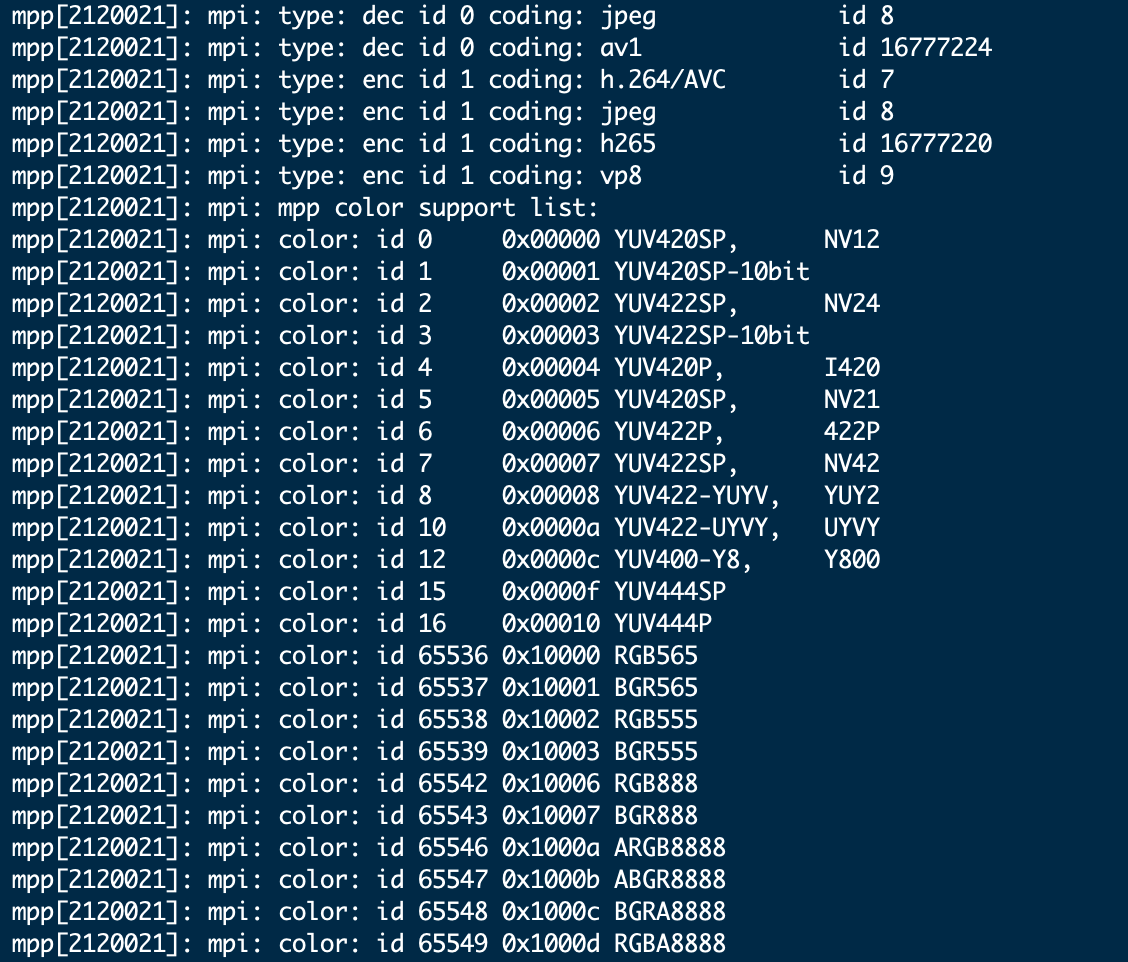 mpp[2120021]: mpi: type: dec id 0 coding: jpeg             id 8
mpp[2120021]: mpi: type: dec id 0 coding: av1              id 16777224
mpp[2120021]: mpi: type: enc id 1 coding: h.264/AVC        id 7
mpp[2120021]: mpi: type: enc id 1 coding: jpeg             id 8
mpp[2120021]: mpi: type: enc id 1 coding: h265             id 16777220
mpp[2120021]: mpi: type: enc id 1 coding: vp8              id 9
mpp[2120021]: mpi: mpp color support list:
mpp[2120021]: mpi: color: id 0     0x00000 YUV420SP,      NV12
mpp[2120021]: mpi: color: id 1     0x00001 YUV420SP-10bit
mpp[2120021]: mpi: color: id 2     0x00002 YUV422SP,      NV24
mpp[2120021]: mpi: color: id 3     0x00003 YUV422SP-10bit
mpp[2120021]: mpi: color: id 4     0x00004 YUV420P,       I420
mpp[2120021]: mpi: color: id 5     0x00005 YUV420SP,      NV21
mpp[2120021]: mpi: color: id 6     0x00006 YUV422P,       422P
mpp[2120021]: mpi: color: id 7     0x00007 YUV422SP,      NV42
mpp[2120021]: mpi: color: id 8     0x00008 YUV422-YUYV,   YUY2
mpp[2120021]: mpi: color: id 10    0x0000a YUV422-UYVY,   UYVY
mpp[2120021]: mpi: color: id 12    0x0000c YUV400-Y8,     Y800
mpp[2120021]: mpi: color: id 15    0x0000f YUV444SP
mpp[2120021]: mpi: color: id 16    0x00010 YUV444P
mpp[2120021]: mpi: color: id 65536 0x10000 RGB565
mpp[2120021]: mpi: color: id 65537 0x10001 BGR565
mpp[2120021]: mpi: color: id 65538 0x10002 RGB555
mpp[2120021]: mpi: color: id 65539 0x10003 BGR555
mpp[2120021]: mpi: color: id 65542 0x10006 RGB888
mpp[2120021]: mpi: color: id 65543 0x10007 BGR888
mpp[2120021]: mpi: color: id 65546 0x1000a ARGB8888
mpp[2120021]: mpi: color: id 65547 0x1000b ABGR8888
mpp[2120021]: mpi: color: id 65548 0x1000c BGRA8888
mpp[2120021]: mpi: color: id 65549 0x1000d RGBA8888